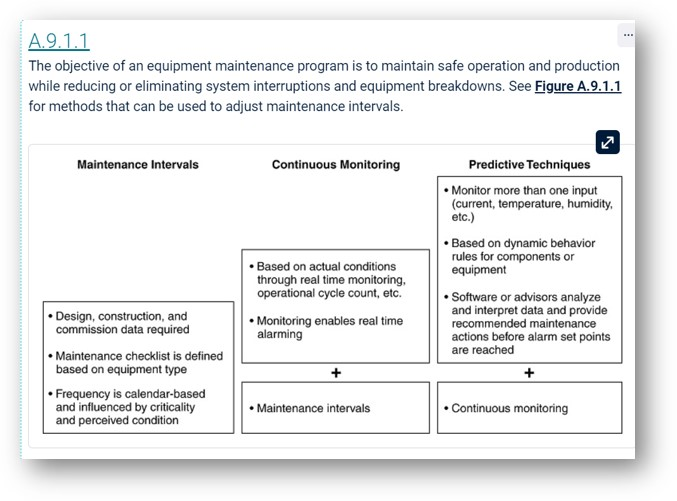 A.9.1.1
...
The objective of an equipment maintenance program is to maintain safe operation and production
while reducing or eliminating system interruptions and equipment breakdowns. See Figure A.9.1.1
for methods that can be used to adjust maintenance intervals.
Maintenance Intervals
• Design, construction, and
commission data required
• Maintenance checklist is defined
based on equipment type
• Frequency is calendar-based
and influenced by criticality
and perceived condition
Continuous Monitoring
• Based on actual conditions
through real time monitoring,
operational cycle count, etc.
• Monitoring enables real time
alarming
+
• Maintenance intervals
Predictive Techniques
• Monitor more than one input
(current, temperature, humidity,
etc.)
• Based on dynamic behavior
rules for components or
equipment
• Software or advisors analyze
and interpret data and provide
recommended maintenance
actions before alarm set points
are reached
+
• Continuous monitoring